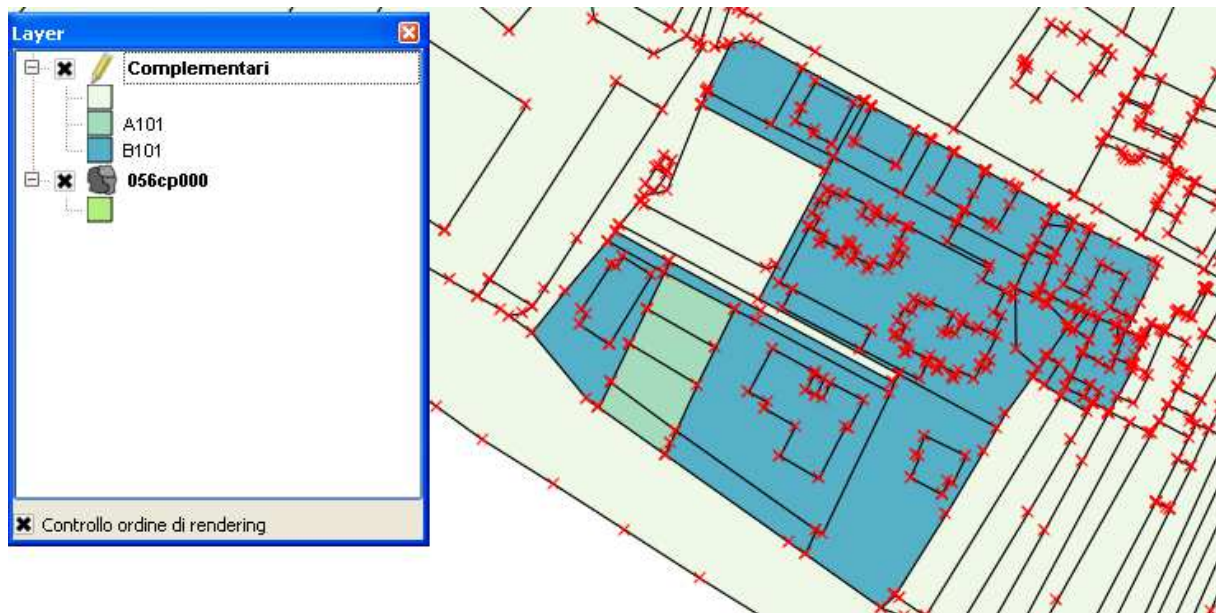 Layer
Complementari
A101
B101
056cp000
Controllo ordine di rendering